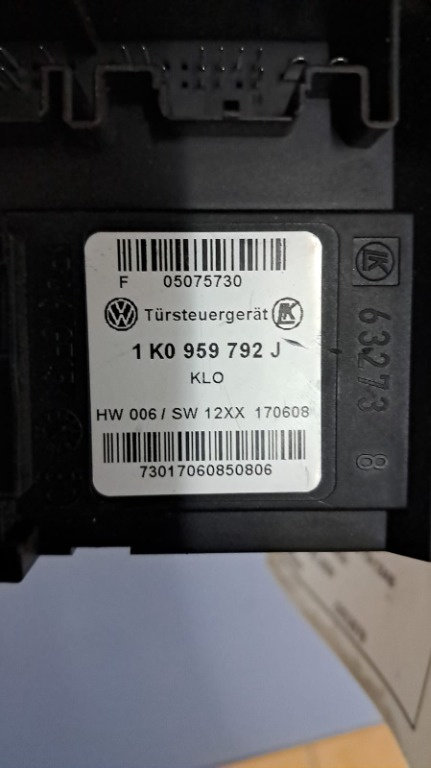 F 05075730
Türsteuergerät
1 K0 959 792 J
KLO
HW 006 / SW 12XX 170608
73017060850806
63273 8